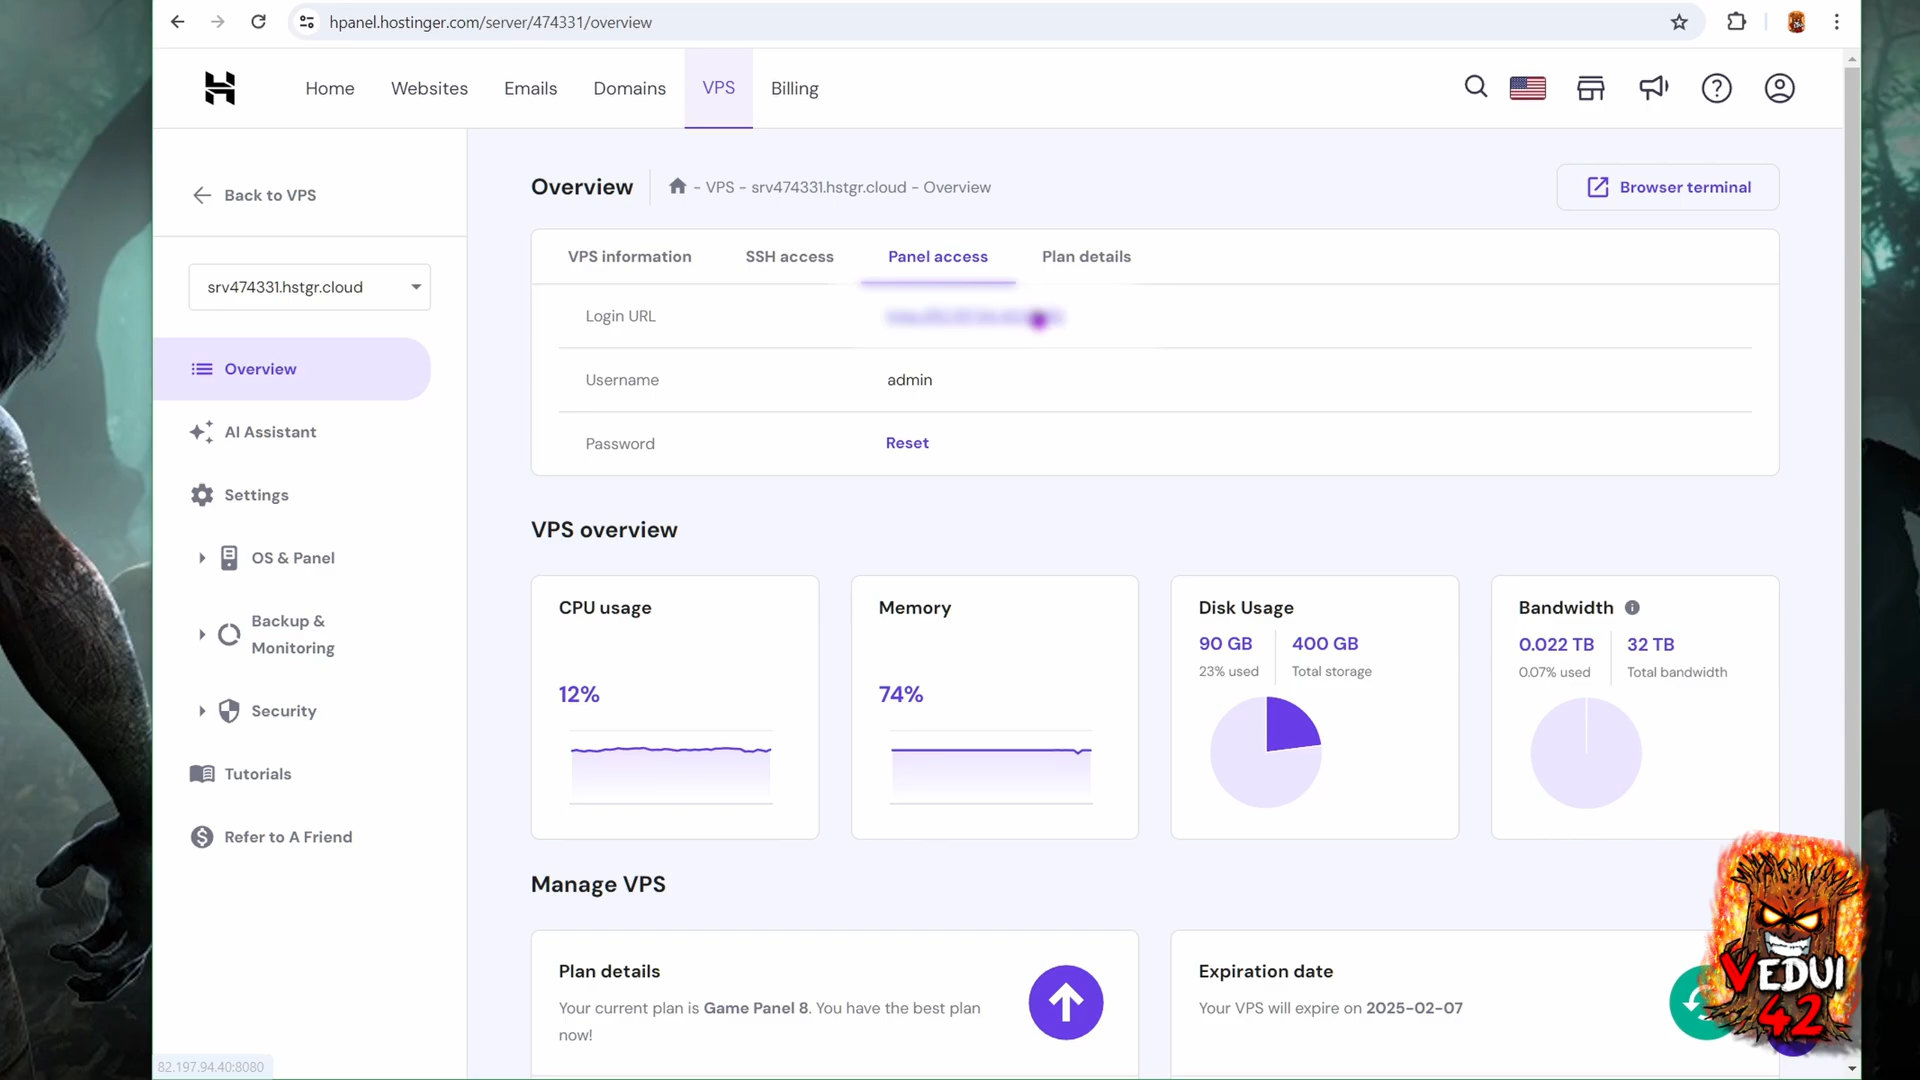 hpanel.hostinger.com/server/474331/overview
Home
Websites
Emails
Domains
VPS
Billing
Back to VPS
Overview
- VPS - srv474331.hstgr.cloud - Overview
Browser terminal
srv474331.hstgr.cloud
VPS information
SSH access
Panel access
Plan details
Login URL
Username
admin
Password
Reset
Overview
AI Assistant
Settings
OS & Panel
Backup &
Monitoring
Security
Tutorials
Refer to A Friend
VPS overview
CPU usage
12%
Memory
74%
Disk Usage
90 GB
400 GB
23% used
Total storage
Bandwidth
0.022 TB
32 TB
0.07% used
Total bandwidth
Manage VPS
Plan details
Your current plan is Game Panel 8. You have the best plan
now!
Expiration date
Your VPS will expire on 2025-02-07
VEDUI
42
82.197.94.40:8080